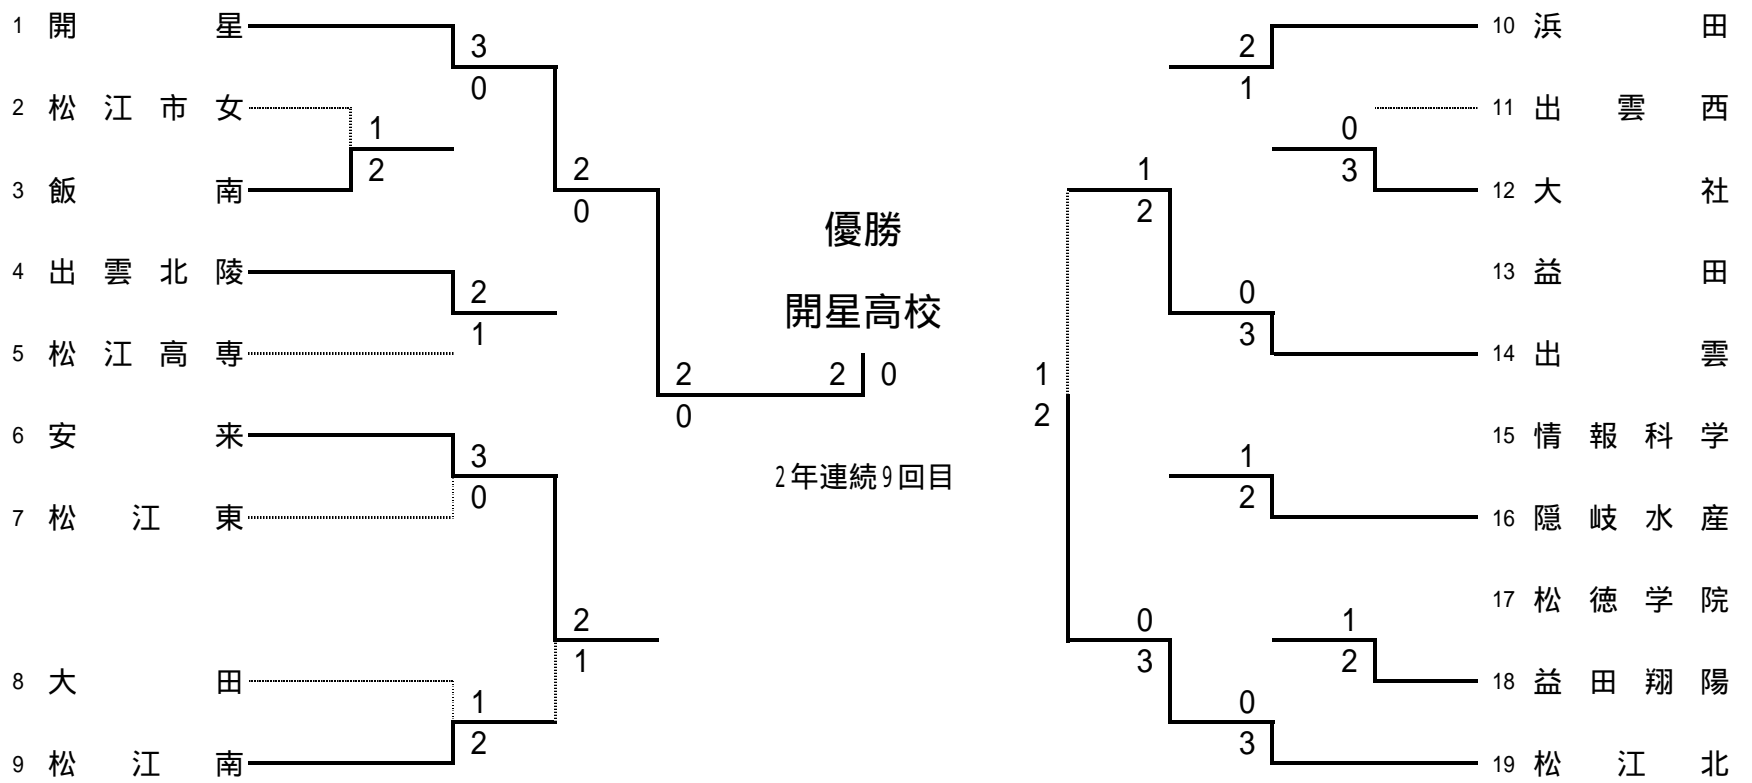 1 開星
3
0
2 松江市女
1
2
3 飯南
2
0
4 出雲北陵
2
1
5 松江高専
2
0
6 安来
3
0
7 松江東
2
1
8 大田
1
2
9 松江南
優勝
開星高校
2 0
2年連続9回目
10 浜田
2
1
11 出雲西
0
3
12 大社
1
2
13 益田
0
3
14 出雲
1
2
15 情報科学
1
2
16 隠岐水産
17 松徳学院
0
3
1
2
18 益田翔陽
0
3
19 松江北